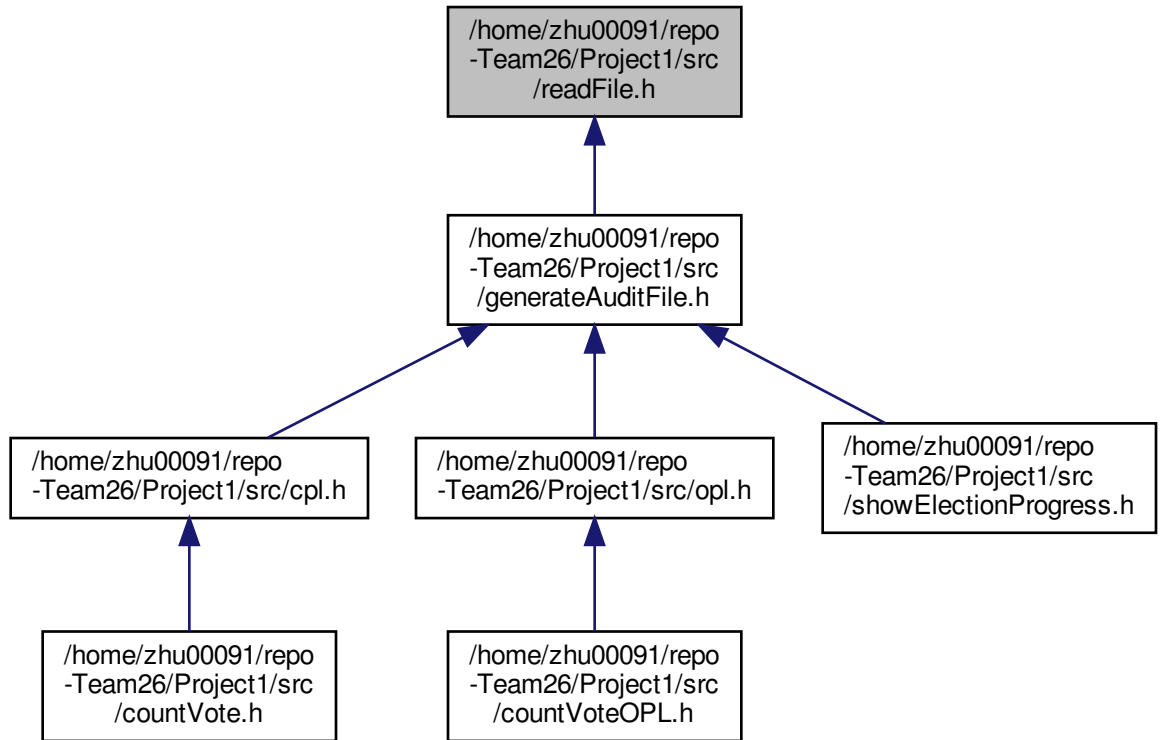 /home/zhu00091/repo
-Team26/Project1/src
/readFile.h
/home/zhu00091/repo
-Team26/Project1/src
/generateAuditFile.h
/home/zhu00091/repo
-Team26/Project1/src/cpl.h
/home/zhu00091/repo
-Team26/Project1/src/opl.h
/home/zhu00091/repo
-Team26/Project1/src
/showElectionProgress.h
/home/zhu00091/repo
-Team26/Project1/src
/countVote.h
/home/zhu00091/repo
-Team26/Project1/src
/countVoteOPL.h